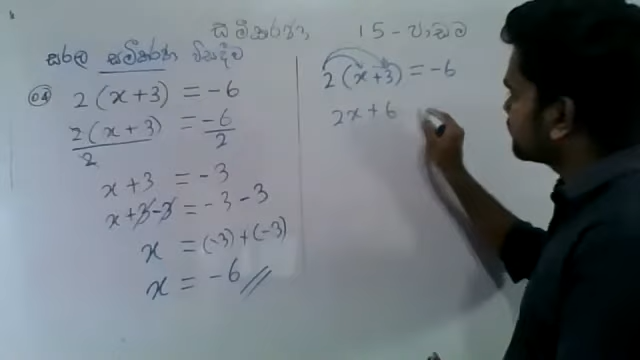 සමීකරණ 15 - පාඩම
සරල සමීකරණ විසඳීම
04 2(x+3) = -6
2(x+3)/2 = -6/2
x+3 = -3
x+3-3 = -3-3
x = (-3)+(-3)
x = -6//
2(x+3) = -6
2x+6